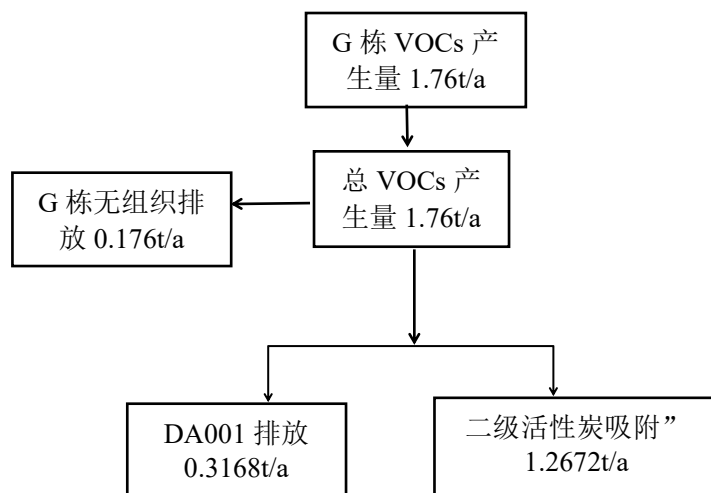 G 栋 VOCs 产
生量 1.76t/a
总 VOCs 产
生量 1.76t/a
G 栋无组织排
放 0.176t/a
DA001 排放
0.3168t/a
二级活性炭吸附”
1.2672t/a